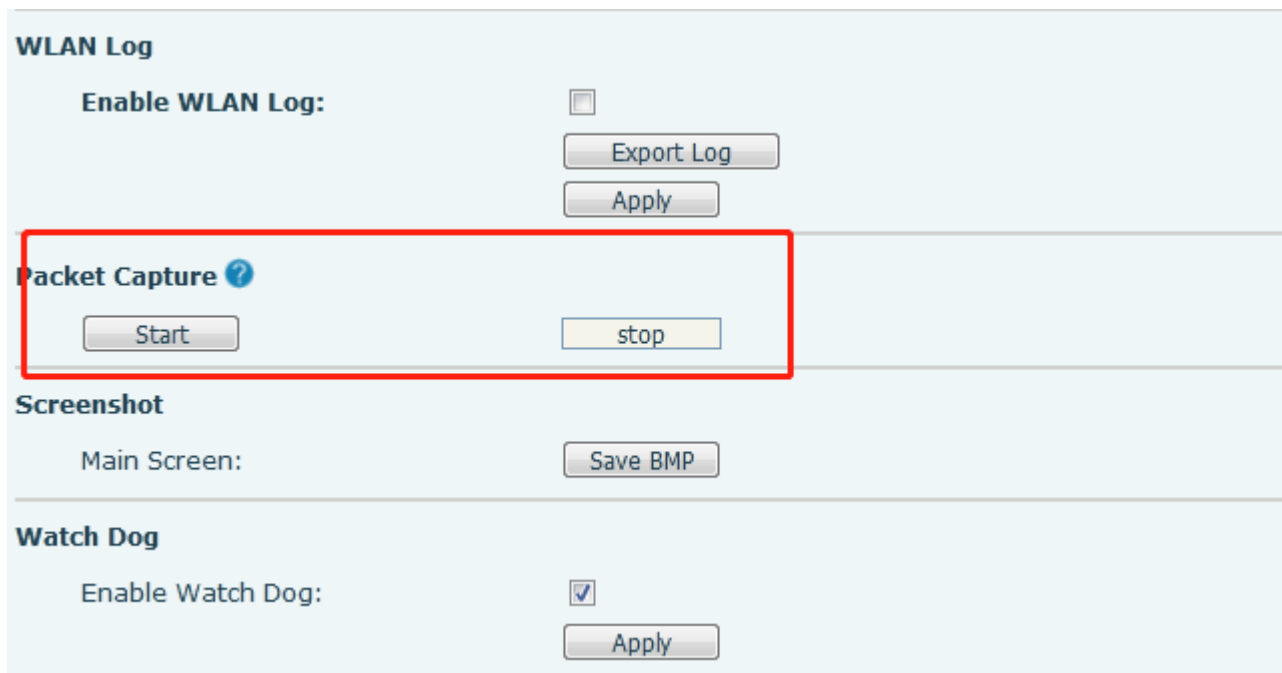 WLAN Log
Enable WLAN Log:
Export Log
Apply
Packet Capture ?
Start stop
Screenshot
Main Screen: Save BMP
Watch Dog
Enable Watch Dog:
Apply